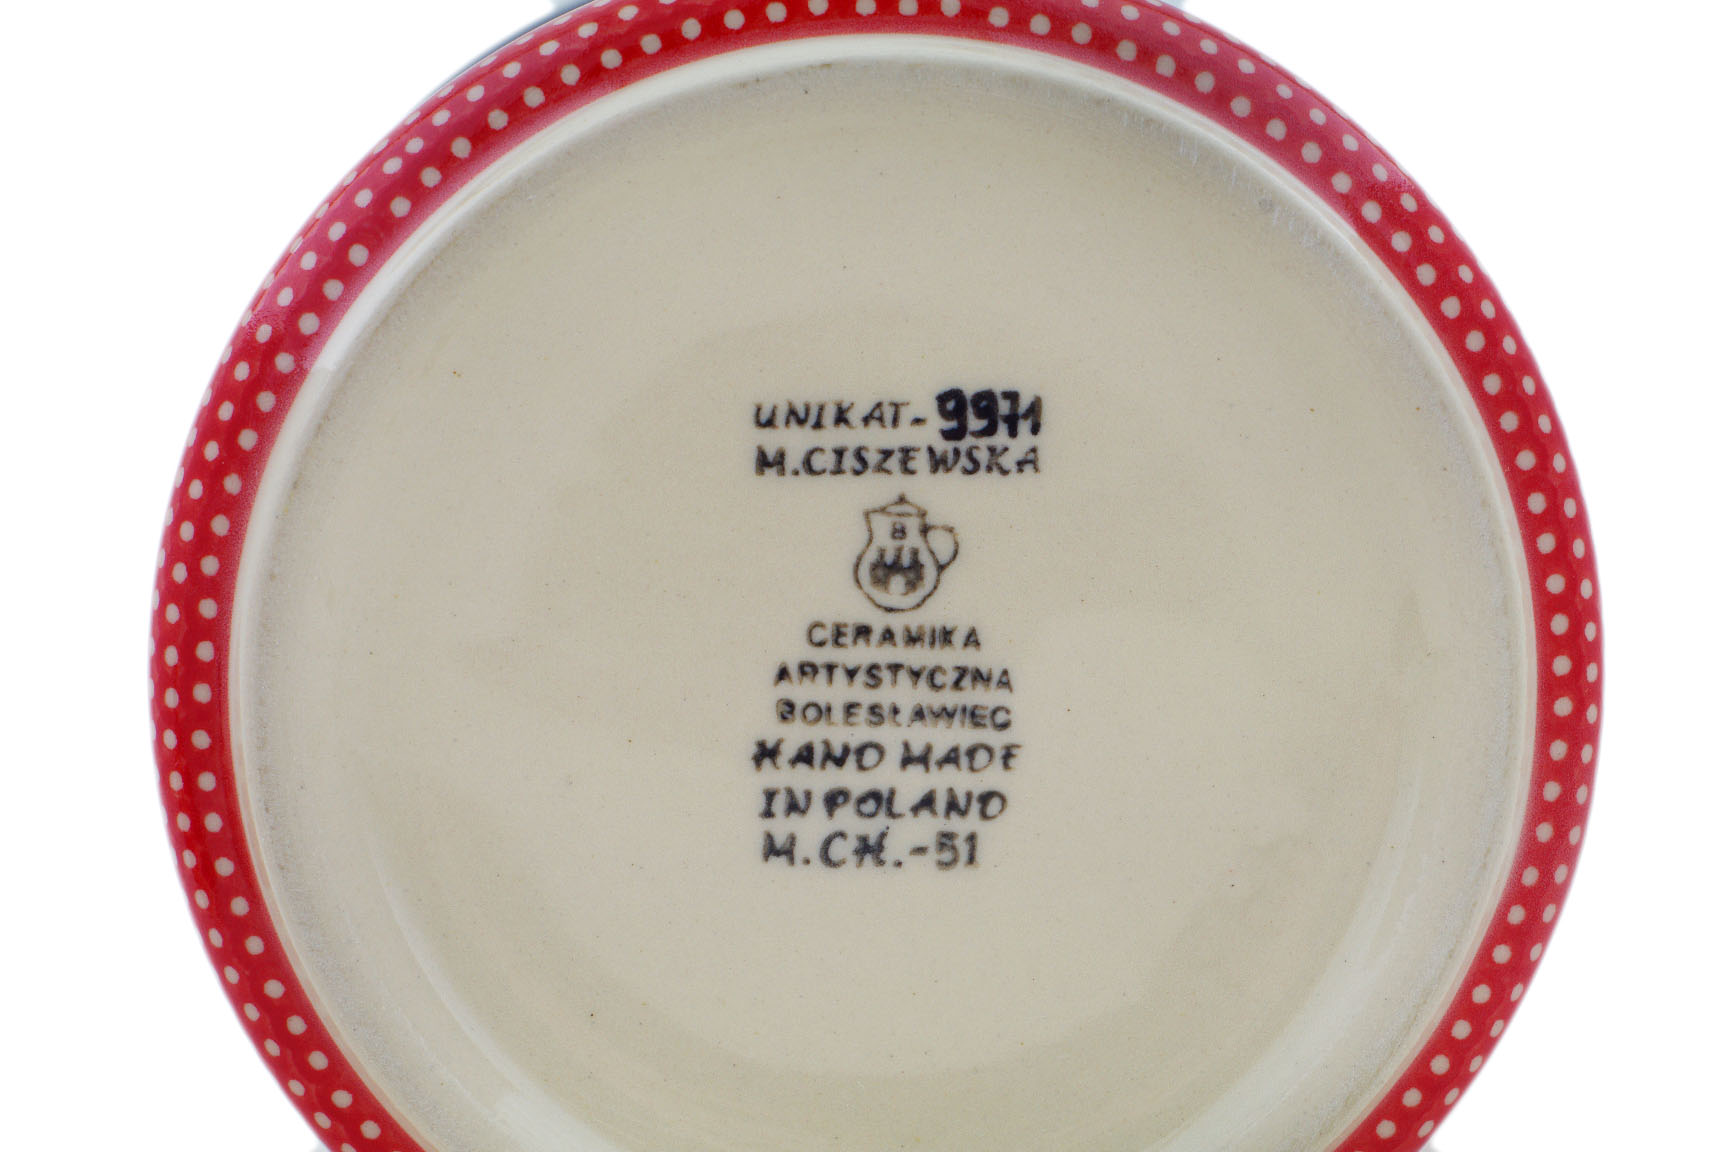 UNIKAT-9971
M.CISZEWSKA
B
CERAMIKA
ARTYSTYCZNA
BOLESŁAWIEC
HAND MADE
IN POLAND
M.CH.-51